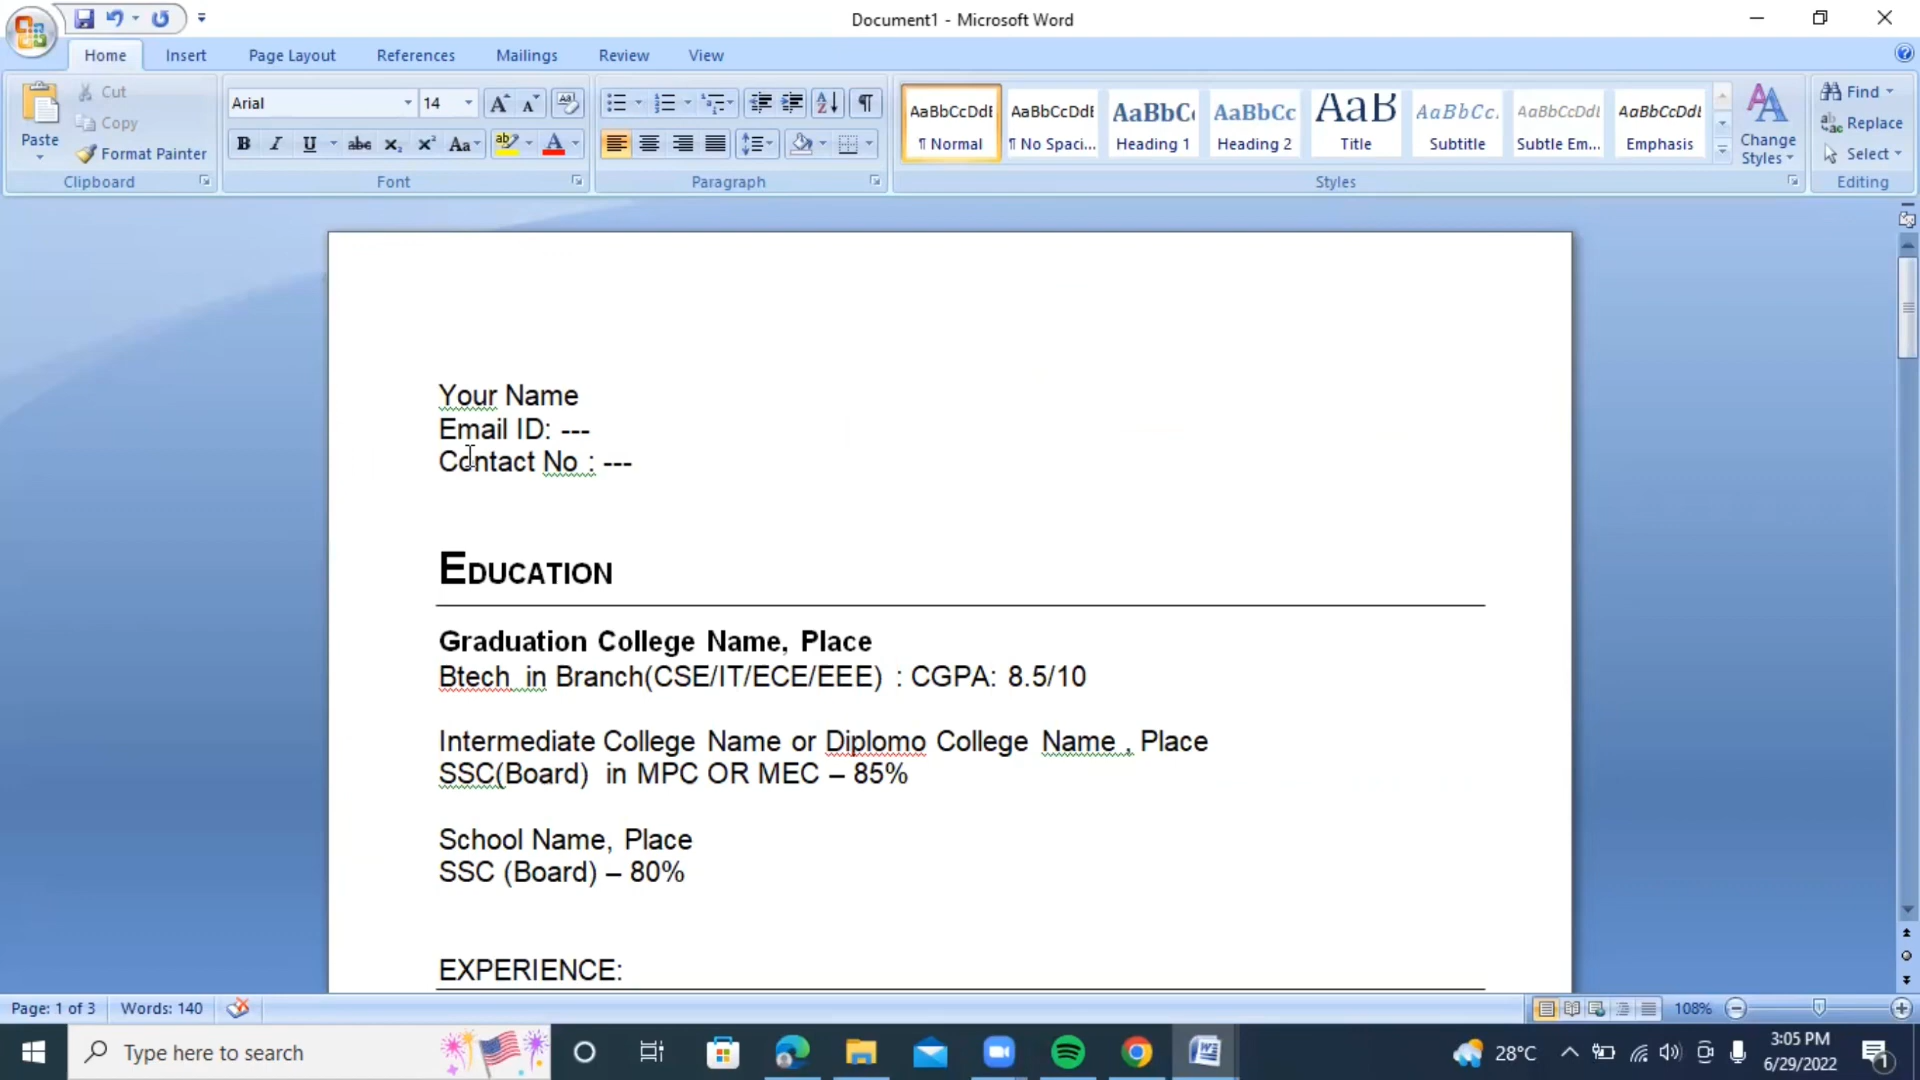 Document1 - Microsoft Word
Home Insert Page Layout References Mailings Review View
Paste
Cut
Copy
Format Painter
Clipboard
Arial 14
Font
Paragraph
AaBbCcDdE AaBbCcDdE AaBbC AaBbCc AaB AaBbCc. AaBbCcDdE AaBbCcDdE
¶ Normal ¶ No Spaci... Heading 1 Heading 2 Title Subtitle Subtle Em... Emphasis
Change Styles
Styles
Find
Replace
Select
Editing
Your Name
Email ID: ---
Contact No : ---
EDUCATION
Graduation College Name, Place
Btech in Branch(CSE/IT/ECE/EEE) : CGPA: 8.5/10
Intermediate College Name or Diplomo College Name , Place
SSC(Board) in MPC OR MEC – 85%
School Name, Place
SSC (Board) – 80%
EXPERIENCE:
Page: 1 of 3 Words: 140 108%
Type here to search 28°C 3:05 PM
6/29/2022
1